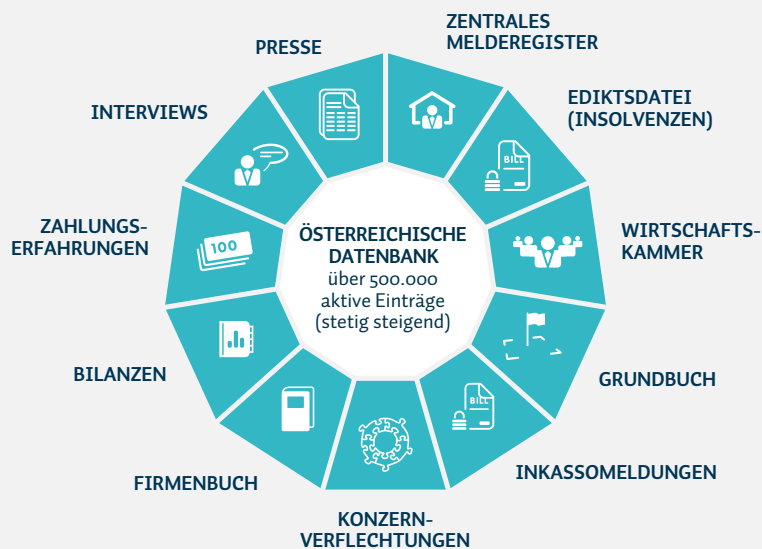 ZENTRALES
MELDEREGISTER
EDIKTSDATEI
(INSOLVENZEN)
WIRTSCHAFTS-
KAMMER
GRUNDBUCH
INKASSOMELDUNGEN
KONZERN-
VERFLECHTUNGEN
FIRMENBUCH
BILANZEN
ZAHLUNGS-
ERFAHRUNGEN
INTERVIEWS
PRESSE
BILL
BILL
100
ÖSTERREICHISCHE
DATENBANK
über 500.000
aktive Einträge
(stetig steigend)